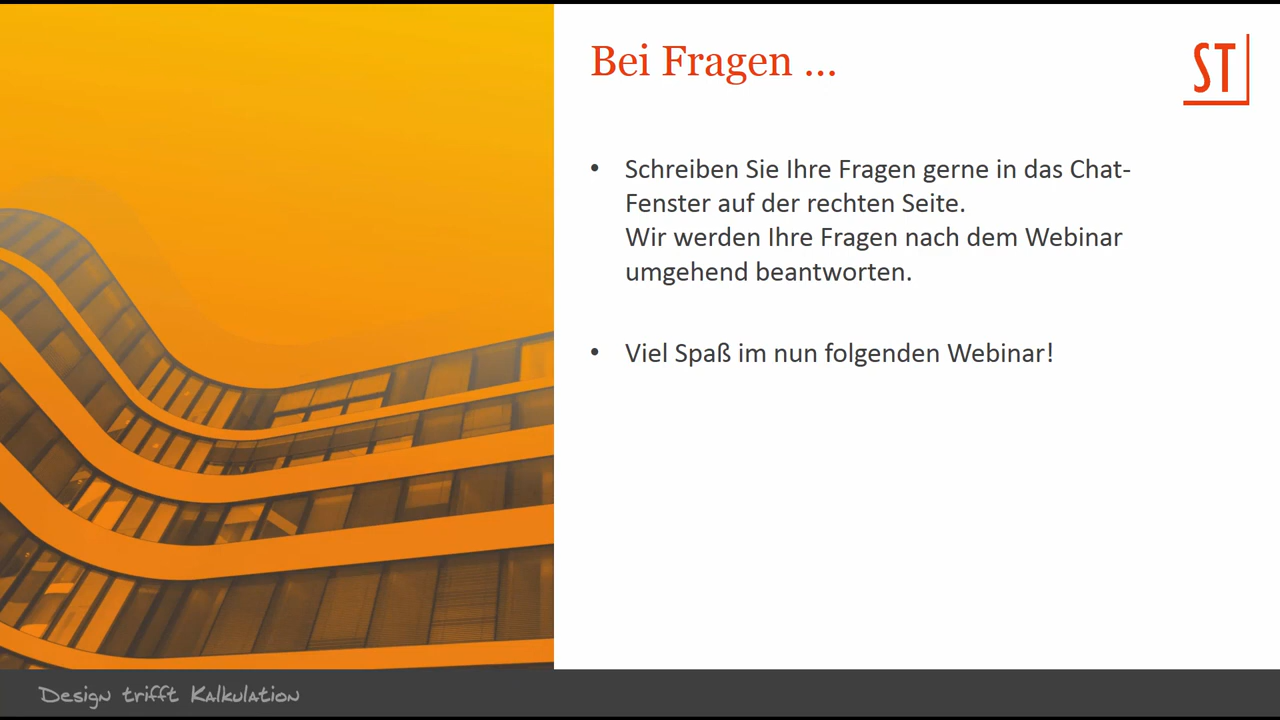 Bei Fragen ...
ST
• Schreiben Sie Ihre Fragen gerne in das Chat-
Fenster auf der rechten Seite.
Wir werden Ihre Fragen nach dem Webinar
umgehend beantworten.
• Viel Spaß im nun folgenden Webinar!
Design trifft Kalkulation